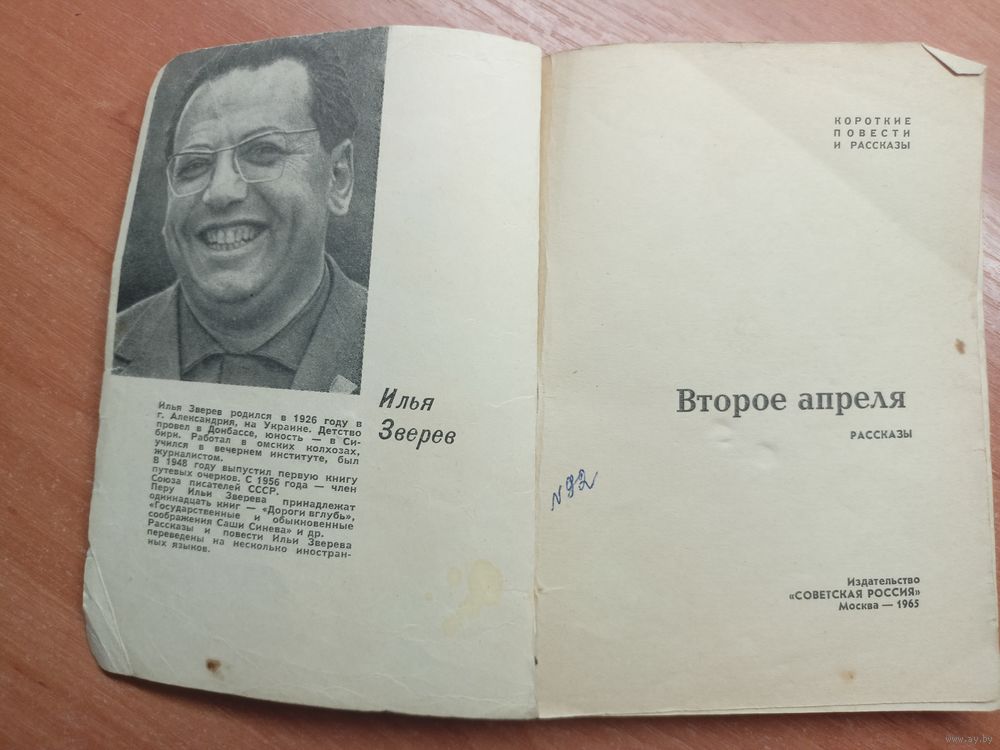 Илья
Зверев
Илья Зверев родился в 1926 году в
г. Александрия, на Украине. Детство
провел в Донбассе, юность — в Си-
бири. Работал в омских колхозах,
учился в вечернем институте, был
журналистом.
В 1948 году выпустил первую книгу
путевых очерков. С 1956 года — член
Союза писателей СССР.
Перу Ильи Зверева принадлежат
одиннадцать книг — «Дороги вглубь»,
«Государственные и обыкновенные
соображения Саши Синева» и др.
Рассказы и повести Ильи Зверева
переведены на несколько иностран-
ных языков.
КОРОТКИЕ
ПОВЕСТИ
И РАССКАЗЫ
Второе апреля
РАССКАЗЫ
N 92
Издательство
«СОВЕТСКАЯ РОССИЯ»
Москва — 1965
www.ay.by